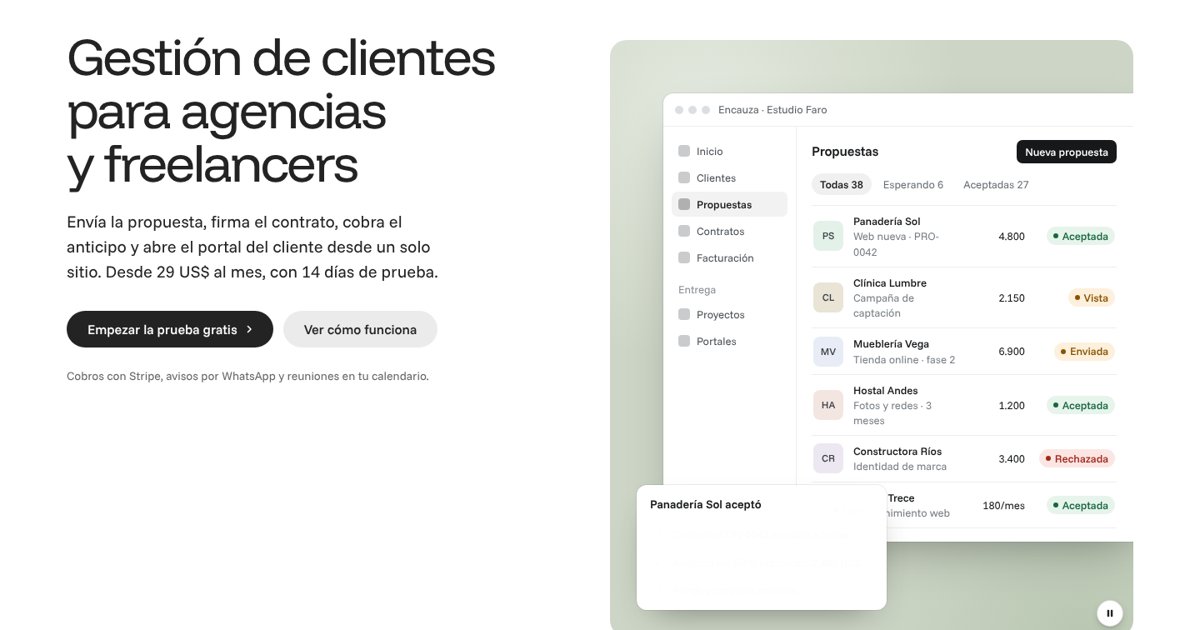 Gestión de clientes
para agencias
y freelancers
Envía la propuesta, firma el contrato, cobra el
anticipo y abre el portal del cliente desde un solo
sitio. Desde 29 US$ al mes, con 14 días de prueba.
Empezar la prueba gratis
Ver cómo funciona
Cobros con Stripe, avisos por WhatsApp y reuniones en tu calendario.
Encauza · Estudio Faro
Inicio
Clientes
Propuestas
Contratos
Facturación
Entrega
Proyectos
Portales
Propuestas
Nueva propuesta
Todas 38 Esperando 6 Aceptadas 27
PS
Panadería Sol
Web nueva · PRO-
0042
4.800
Aceptada
CL
Clínica Lumbre
Campaña de
captación
2.150
Vista
MV
Mueblería Vega
Tienda online · fase 2
6.900
Enviada
HA
Hostal Andes
Fotos y redes · 3
meses
1.200
Aceptada
CR
Constructora Ríos
Identidad de marca
3.400
Rechazada
Trece
web
180/mes
Aceptada
Panadería Sol aceptó